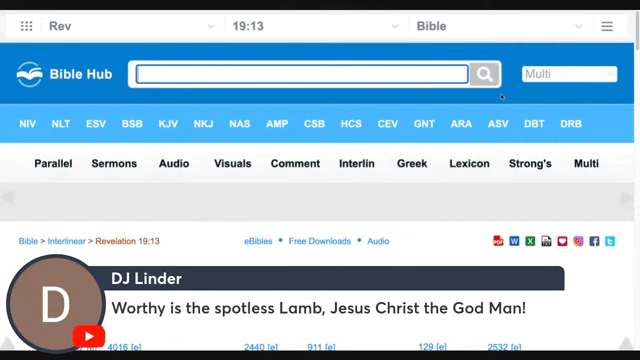 Rev 19:13 Bible
Bible Hub Multi
NIV NLT ESV BSB KJV NKJ NAS AMP CSB HCS CEV GNT ARA ASV DBT DRB
Parallel Sermons Audio Visuals Comment Interlin Greek Lexicon Strong's Multi
Bible > Interlinear > Revelation 19:13 eBibles • Free Downloads • Audio
DJ Linder
D
Worthy is the spotless Lamb, Jesus Christ the God Man!
4016 [e] 2440 [e] 911 [e] 129 [e] 2532 [e]